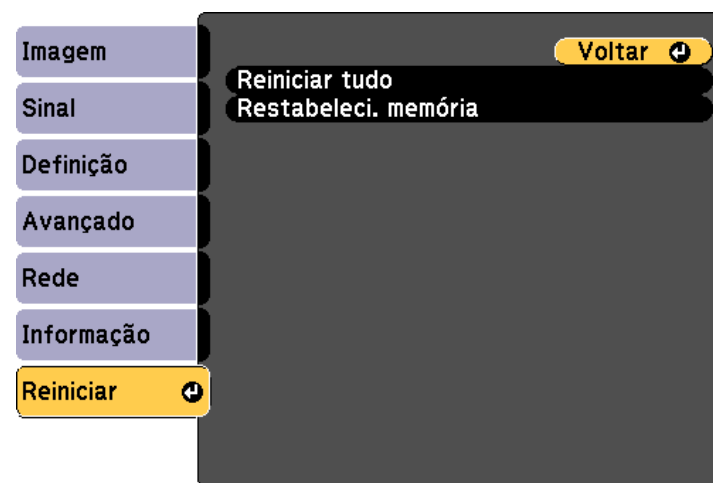 Imagem
Sinal
Definição
Avançado
Rede
Informação
Reiniciar
Voltar
Reiniciar tudo
Restabeleci. memória